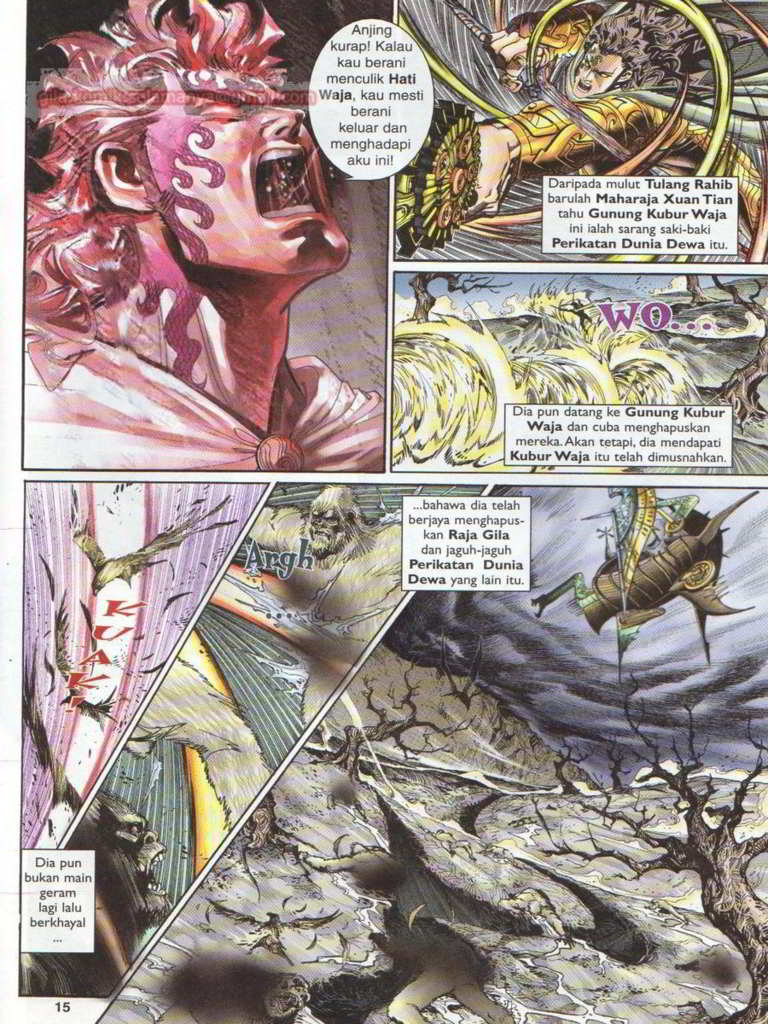 Anjing
kurap! Kalau
kau berani
menculik Hati
Waja, kau mesti
berani
keluar dan
menghadapi
aku ini!
Daripada mulut Tulang Rahib
barulah Maharaja Xuan Tian
tahu Gunung Kubur Waja
ini ialah sarang saki-baki
Perikatan Dunia Dewa itu.
WO...
Dia pun datang ke Gunung Kubur
Waja dan cuba menghapuskan
mereka. Akan tetapi, dia mendapati
Kubur Waja itu telah dimusnahkan.
KUAK!
Argh
...
...bahawa dia telah
berjaya menghapus-
kan Raja Gila
dan jaguh-jaguh
Perikatan Dunia
Dewa yang lain itu.
Dia pun
bukan main
geram
lagi lalu
berkhayal
...
15